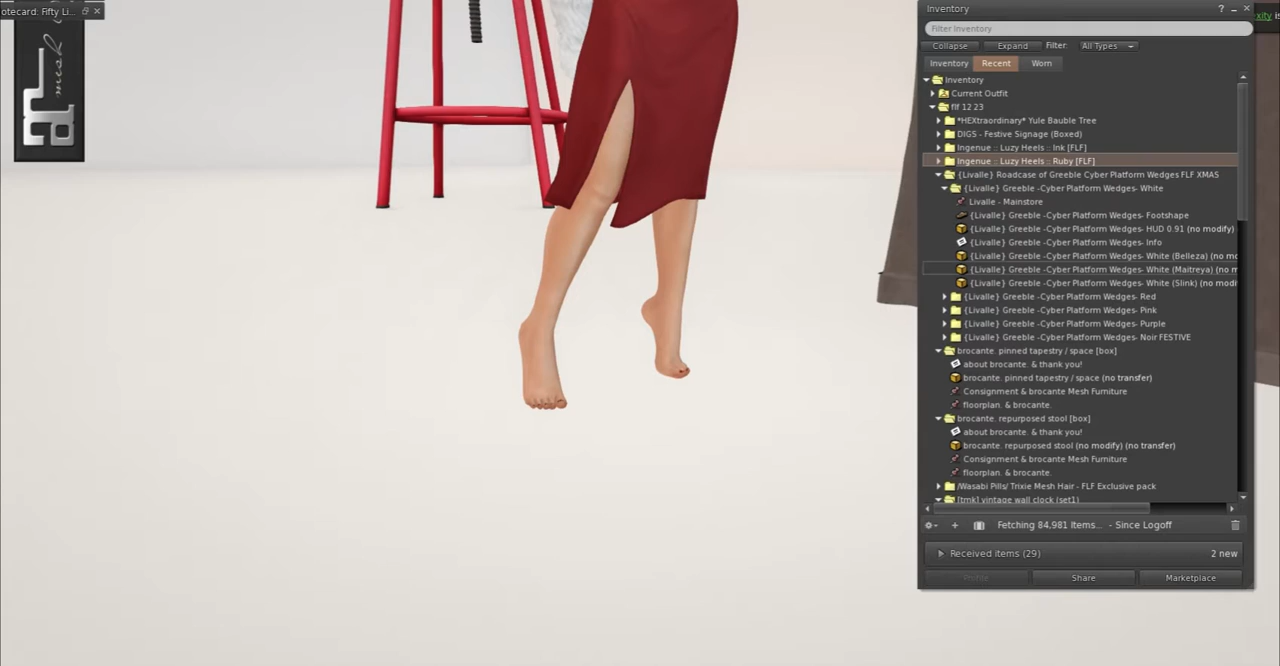 otecard: Fifty Li...
mesh
Inventory
xity is
Filter Inventory
Collapse Expand Filter: All Types
Inventory Recent Worn
Inventory
Current Outfit
flf 12 23
*HEXtraordinary* Yule Bauble Tree
DIGS - Festive Signage (Boxed)
Ingenue :: Luzy Heels :: Ink [FLF]
Ingenue :: Luzy Heels :: Ruby [FLF]
{Livalle} Roadcase of Greeble Cyber Platform Wedges FLF XMAS
{Livalle} Greeble -Cyber Platform Wedges- White
Livalle - Mainstore
{Livalle} Greeble -Cyber Platform Wedges- Footshape
{Livalle} Greeble -Cyber Platform Wedges- HUD 0.91 (no modify)
{Livalle} Greeble -Cyber Platform Wedges- Info
{Livalle} Greeble -Cyber Platform Wedges- White (Belleza) (no mo
{Livalle} Greeble -Cyber Platform Wedges- White (Maitreya) (no m
{Livalle} Greeble -Cyber Platform Wedges- White (Slink) (no modi
{Livalle} Greeble -Cyber Platform Wedges- Red
{Livalle} Greeble -Cyber Platform Wedges- Pink
{Livalle} Greeble -Cyber Platform Wedges- Purple
{Livalle} Greeble -Cyber Platform Wedges- Noir FESTIVE
brocante. pinned tapestry / space [box]
about brocante. & thank you!
brocante. pinned tapestry / space (no transfer)
Consignment & brocante Mesh Furniture
floorplan. & brocante.
brocante. repurposed stool [box]
about brocante. & thank you!
brocante. repurposed stool (no modify) (no transfer)
Consignment & brocante Mesh Furniture
floorplan. & brocante.
/Wasabi Pills/ Trixie Mesh Hair - FLF Exclusive pack
[tmk] vintage wall clock (set1)
Fetching 84,981 Items... - Since Logoff
Received items (29) 2 new
Profile Share Marketplace